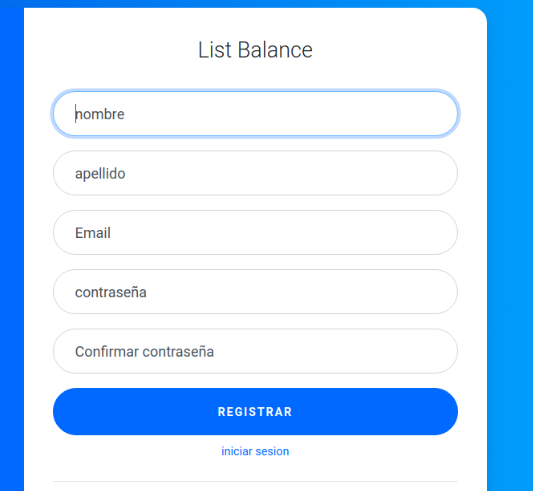 List Balance
nombre
apellido
Email
contraseña
Confirmar contraseña
REGISTRAR
iniciar sesion